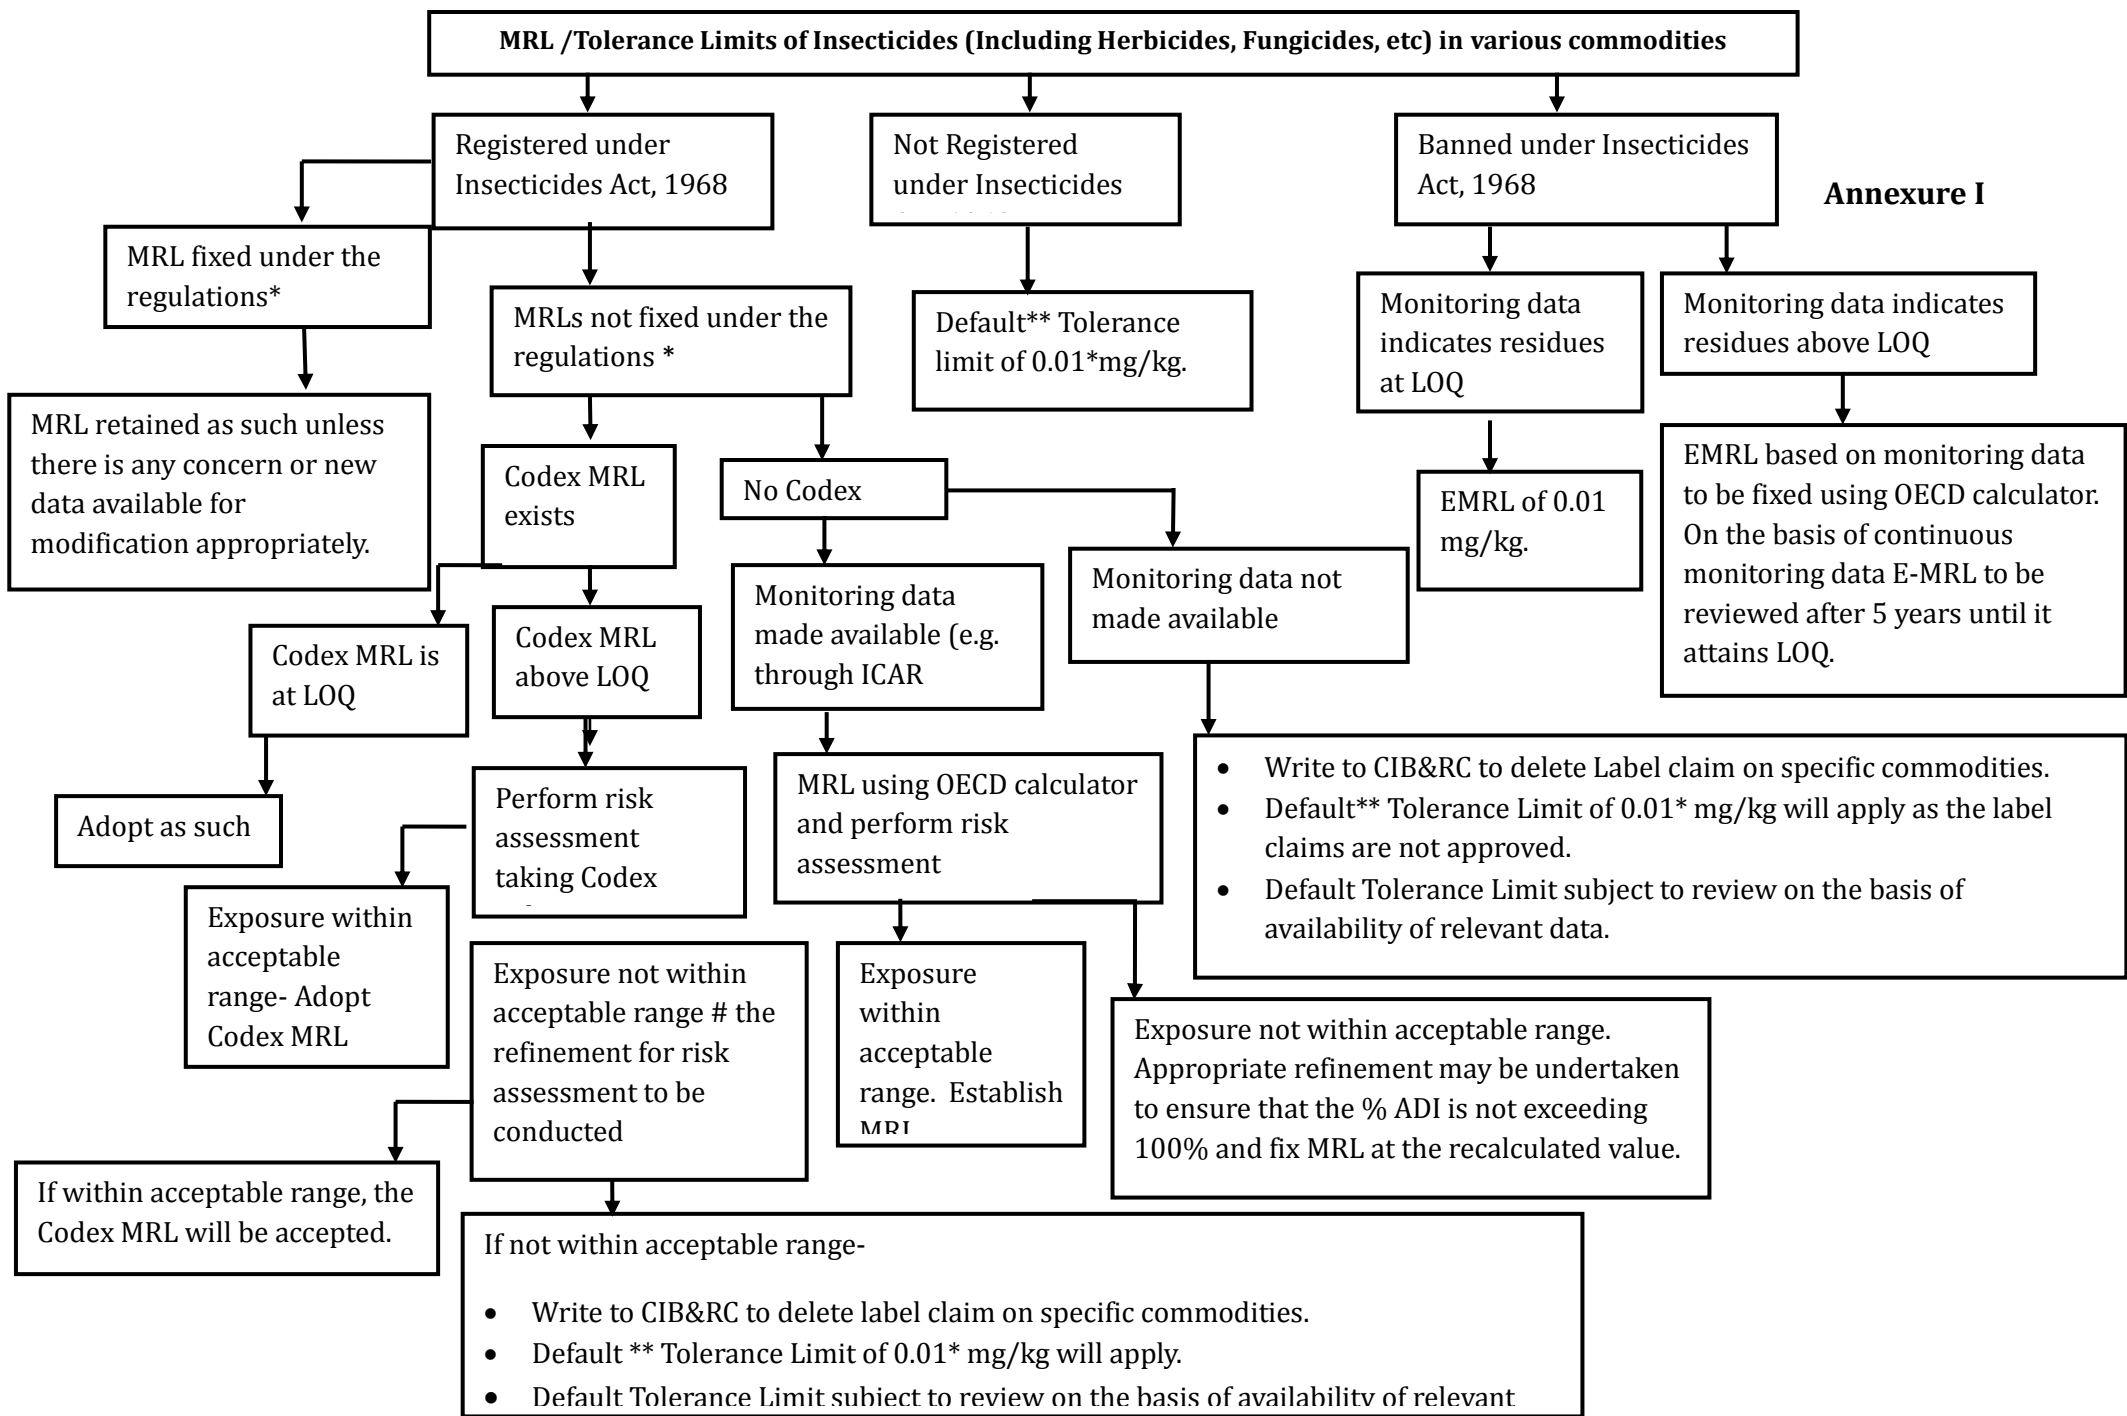 MRL /Tolerance Limits of Insecticides (Including Herbicides, Fungicides, etc) in various commodities
Registered under
Insecticides Act, 1968
Not Registered
under Insecticides
Banned under Insecticides
Act, 1968
Annexure I
MRL fixed under the
regulations*
MRLs not fixed under the
regulations *
Default** Tolerance
limit of 0.01*mg/kg.
Monitoring data
indicates residues
at LOQ
Monitoring data indicates
residues above LOQ
MRL retained as such unless
there is any concern or new
data available for
modification appropriately.
Codex MRL
exists
No Codex
EMRL of 0.01
mg/kg.
EMRL based on monitoring data
to be fixed using OECD calculator.
On the basis of continuous
monitoring data E-MRL to be
reviewed after 5 years until it
attains LOQ.
Codex MRL is
at LOQ
Codex MRL
above LOQ
Monitoring data
made available (e.g.
through ICAR
Monitoring data not
made available
Adopt as such
Perform risk
assessment
taking Codex
MRL using OECD calculator
and perform risk
assessment
• Write to CIB&RC to delete Label claim on specific commodities.
• Default** Tolerance Limit of 0.01* mg/kg will apply as the label
claims are not approved.
• Default Tolerance Limit subject to review on the basis of
availability of relevant data.
Exposure within
acceptable
range- Adopt
Codex MRL
Exposure not within
acceptable range # the
refinement for risk
assessment to be
conducted
Exposure
within
acceptable
range. Establish
MRL
Exposure not within acceptable range.
Appropriate refinement may be undertaken
to ensure that the % ADI is not exceeding
100% and fix MRL at the recalculated value.
If within acceptable range, the
Codex MRL will be accepted.
If not within acceptable range-
• Write to CIB&RC to delete label claim on specific commodities.
• Default ** Tolerance Limit of 0.01* mg/kg will apply.
• Default Tolerance Limit subject to review on the basis of availability of relevant